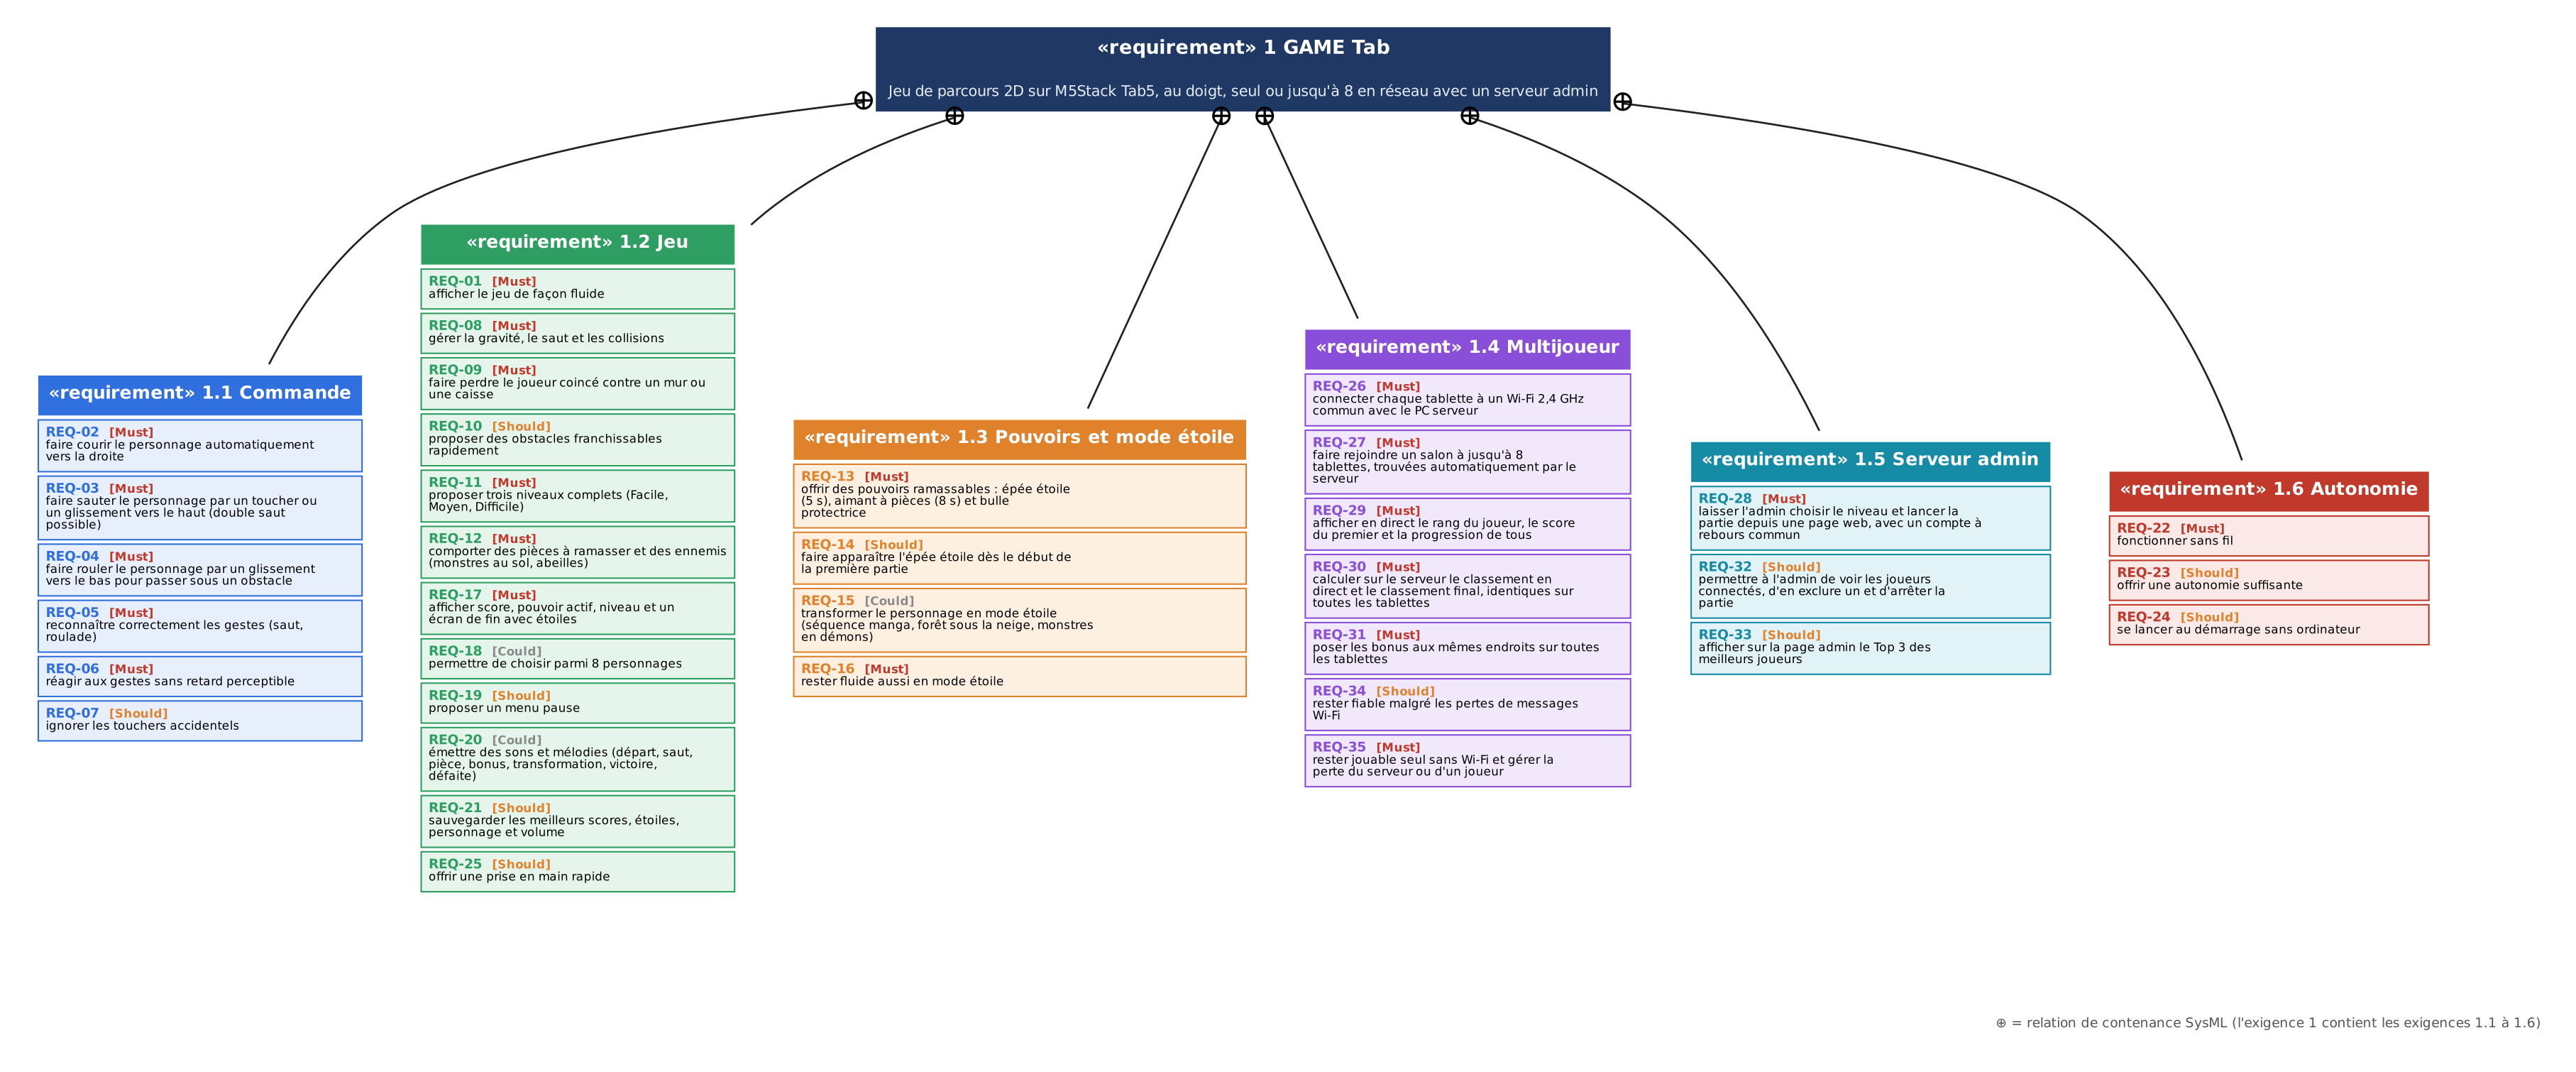 «requirement» 1 GAME Tab
Jeu de parcours 2D sur M5Stack Tab5, au doigt, seul ou jusqu'à 8 en réseau avec un serveur admin
«requirement» 1.1 Commande
REQ-02 [Must]
faire courir le personnage automatiquement
vers la droite
REQ-03 [Must]
faire sauter le personnage par un toucher ou
un glissement vers le haut (double saut
possible)
REQ-04 [Must]
faire rouler le personnage par un glissement
vers le bas pour passer sous un obstacle
REQ-05 [Must]
reconnaître correctement les gestes (saut,
roulade)
REQ-06 [Must]
réagir aux gestes sans retard perceptible
REQ-07 [Should]
ignorer les touchers accidentels
«requirement» 1.2 Jeu
REQ-01 [Must]
afficher le jeu de façon fluide
REQ-08 [Must]
gérer la gravité, le saut et les collisions
REQ-09 [Must]
faire perdre le joueur coincé contre un mur ou
une caisse
REQ-10 [Should]
proposer des obstacles franchissables
rapidement
REQ-11 [Must]
proposer trois niveaux complets (Facile,
Moyen, Difficile)
REQ-12 [Must]
comporter des pièces à ramasser et des ennemis
(monstres au sol, abeilles)
REQ-17 [Must]
afficher score, pouvoir actif, niveau et un
écran de fin avec étoiles
REQ-18 [Could]
permettre de choisir parmi 8 personnages
REQ-19 [Should]
proposer un menu pause
REQ-20 [Could]
émettre des sons et mélodies (départ, saut,
pièce, bonus, transformation, victoire,
défaite)
REQ-21 [Should]
sauvegarder les meilleurs scores, étoiles,
personnage et volume
REQ-25 [Should]
offrir une prise en main rapide
«requirement» 1.3 Pouvoirs et mode étoile
REQ-13 [Must]
offrir des pouvoirs ramassables : épée étoile
(5 s), aimant à pièces (8 s) et bulle
protectrice
REQ-14 [Should]
faire apparaître l'épée étoile dès le début de
la première partie
REQ-15 [Could]
transformer le personnage en mode étoile
(séquence manga, forêt sous la neige, monstres
en démons)
REQ-16 [Must]
rester fluide aussi en mode étoile
«requirement» 1.4 Multijoueur
REQ-26 [Must]
connecter chaque tablette à un Wi-Fi 2,4 GHz
commun avec le PC serveur
REQ-27 [Must]
faire rejoindre un salon à jusqu'à 8
tablettes, trouvées automatiquement par le
serveur
REQ-29 [Must]
afficher en direct le rang du joueur, le score
du premier et la progression de tous
REQ-30 [Must]
calculer sur le serveur le classement en
direct et le classement final, identiques sur
toutes les tablettes
REQ-31 [Must]
poser les bonus aux mêmes endroits sur toutes
les tablettes
REQ-34 [Should]
rester fiable malgré les pertes de messages
Wi-Fi
REQ-35 [Must]
rester jouable seul sans Wi-Fi et gérer la
perte du serveur ou d'un joueur
«requirement» 1.5 Serveur admin
REQ-28 [Must]
laisser l'admin choisir le niveau et lancer la
partie depuis une page web, avec un compte à
rebours commun
REQ-32 [Should]
permettre à l'admin de voir les joueurs
connectés, d'en exclure un et d'arrêter la
partie
REQ-33 [Should]
afficher sur la page admin le Top 3 des
meilleurs joueurs
«requirement» 1.6 Autonomie
REQ-22 [Must]
fonctionner sans fil
REQ-23 [Should]
offrir une autonomie suffisante
REQ-24 [Should]
se lancer au démarrage sans ordinateur
⊕ = relation de contenance SysML (l'exigence 1 contient les exigences 1.1 à 1.6)